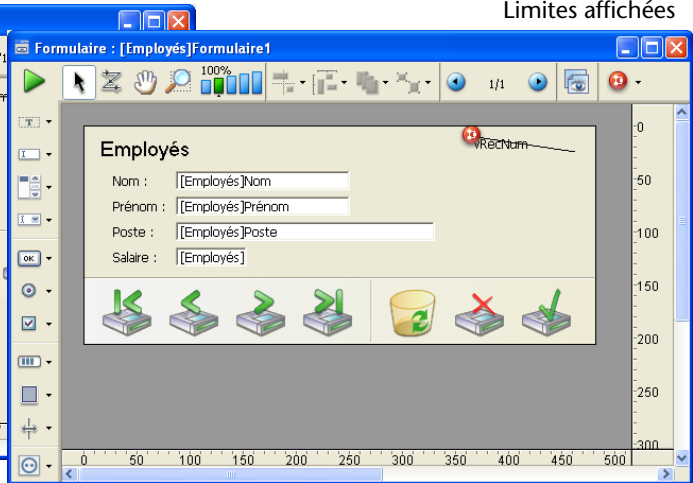 Limites affichées
Formulaire : [Employés]Formulaire1
100%
1/1
Employés
vRecNum
Nom : [Employés]Nom
Prénom : [Employés]Prénom
Poste : [Employés]Poste
Salaire : [Employés]
OK
0
50
100
150
200
250
300
0 50 100 150 200 250 300 350 400 450 500